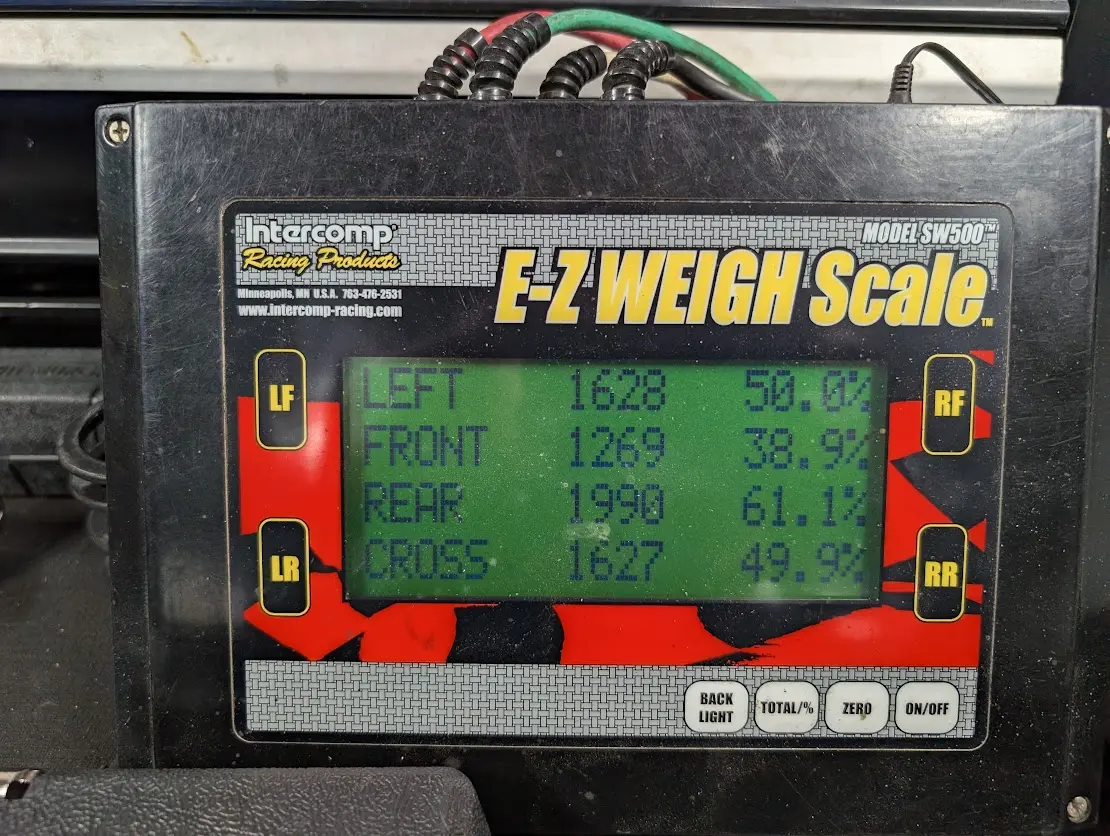 Intercomp®
Racing Products
Minneapolis, MN U.S.A. 763-476-2531
www.intercomp-racing.com
MODEL SW500™
E-Z WEIGH Scale™
LF
RF
LEFT 1628 50.0%
FRONT 1269 38.9%
REAR 1990 61.1%
CROSS 1627 49.9%
LR
RR
BACK
LIGHT
TOTAL/%
ZERO
ON/OFF